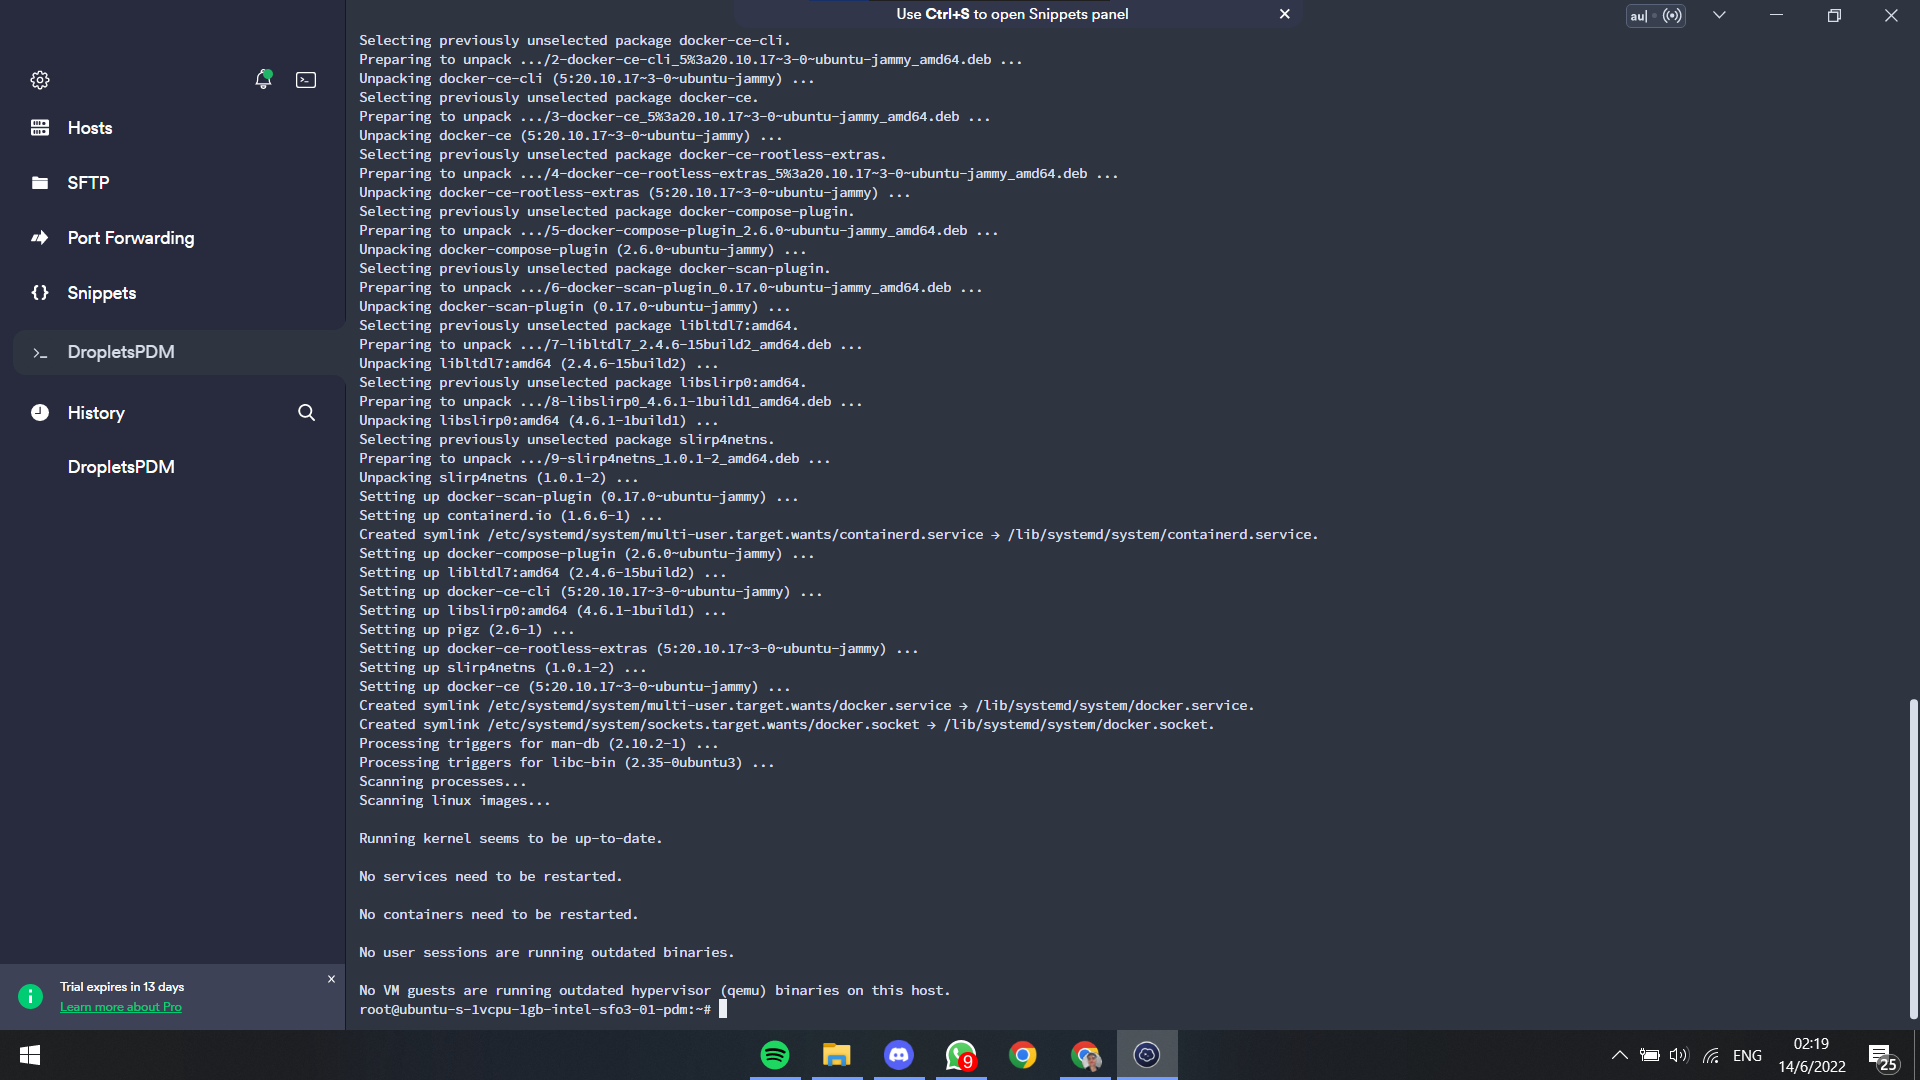 Use Ctrl+S to open Snippets panel
au|
Hosts
SFTP
Port Forwarding
Snippets
DropletsPDM
History
DropletsPDM
Trial expires in 13 days
Learn more about Pro
Selecting previously unselected package docker-ce-cli.
Preparing to unpack .../2-docker-ce-cli_5%3a20.10.17~3-0~ubuntu-jammy_amd64.deb ...
Unpacking docker-ce-cli (5:20.10.17~3-0~ubuntu-jammy) ...
Selecting previously unselected package docker-ce.
Preparing to unpack .../3-docker-ce_5%3a20.10.17~3-0~ubuntu-jammy_amd64.deb ...
Unpacking docker-ce (5:20.10.17~3-0~ubuntu-jammy) ...
Selecting previously unselected package docker-ce-rootless-extras.
Preparing to unpack .../4-docker-ce-rootless-extras_5%3a20.10.17~3-0~ubuntu-jammy_amd64.deb ...
Unpacking docker-ce-rootless-extras (5:20.10.17~3-0~ubuntu-jammy) ...
Selecting previously unselected package docker-compose-plugin.
Preparing to unpack .../5-docker-compose-plugin_2.6.0~ubuntu-jammy_amd64.deb ...
Unpacking docker-compose-plugin (2.6.0~ubuntu-jammy) ...
Selecting previously unselected package docker-scan-plugin.
Preparing to unpack .../6-docker-scan-plugin_0.17.0~ubuntu-jammy_amd64.deb ...
Unpacking docker-scan-plugin (0.17.0~ubuntu-jammy) ...
Selecting previously unselected package libltdl7:amd64.
Preparing to unpack .../7-libltdl7_2.4.6-15build2_amd64.deb ...
Unpacking libltdl7:amd64 (2.4.6-15build2) ...
Selecting previously unselected package libslirp0:amd64.
Preparing to unpack .../8-libslirp0_4.6.1-1build1_amd64.deb ...
Unpacking libslirp0:amd64 (4.6.1-1build1) ...
Selecting previously unselected package slirp4netns.
Preparing to unpack .../9-slirp4netns_1.0.1-2_amd64.deb ...
Unpacking slirp4netns (1.0.1-2) ...
Setting up docker-scan-plugin (0.17.0~ubuntu-jammy) ...
Setting up containerd.io (1.6.6-1) ...
Created symlink /etc/systemd/system/multi-user.target.wants/containerd.service → /lib/systemd/system/containerd.service.
Setting up docker-compose-plugin (2.6.0~ubuntu-jammy) ...
Setting up libltdl7:amd64 (2.4.6-15build2) ...
Setting up docker-ce-cli (5:20.10.17~3-0~ubuntu-jammy) ...
Setting up libslirp0:amd64 (4.6.1-1build1) ...
Setting up pigz (2.6-1) ...
Setting up docker-ce-rootless-extras (5:20.10.17~3-0~ubuntu-jammy) ...
Setting up slirp4netns (1.0.1-2) ...
Setting up docker-ce (5:20.10.17~3-0~ubuntu-jammy) ...
Created symlink /etc/systemd/system/multi-user.target.wants/docker.service → /lib/systemd/system/docker.service.
Created symlink /etc/systemd/system/sockets.target.wants/docker.socket → /lib/systemd/system/docker.socket.
Processing triggers for man-db (2.10.2-1) ...
Processing triggers for libc-bin (2.35-0ubuntu3) ...
Scanning processes...
Scanning linux images...
Running kernel seems to be up-to-date.
No services need to be restarted.
No containers need to be restarted.
No user sessions are running outdated binaries.
No VM guests are running outdated hypervisor (qemu) binaries on this host.
root@ubuntu-s-1vcpu-1gb-intel-sfo3-01-pdm:~#
9
ENG
02:19
14/6/2022
25